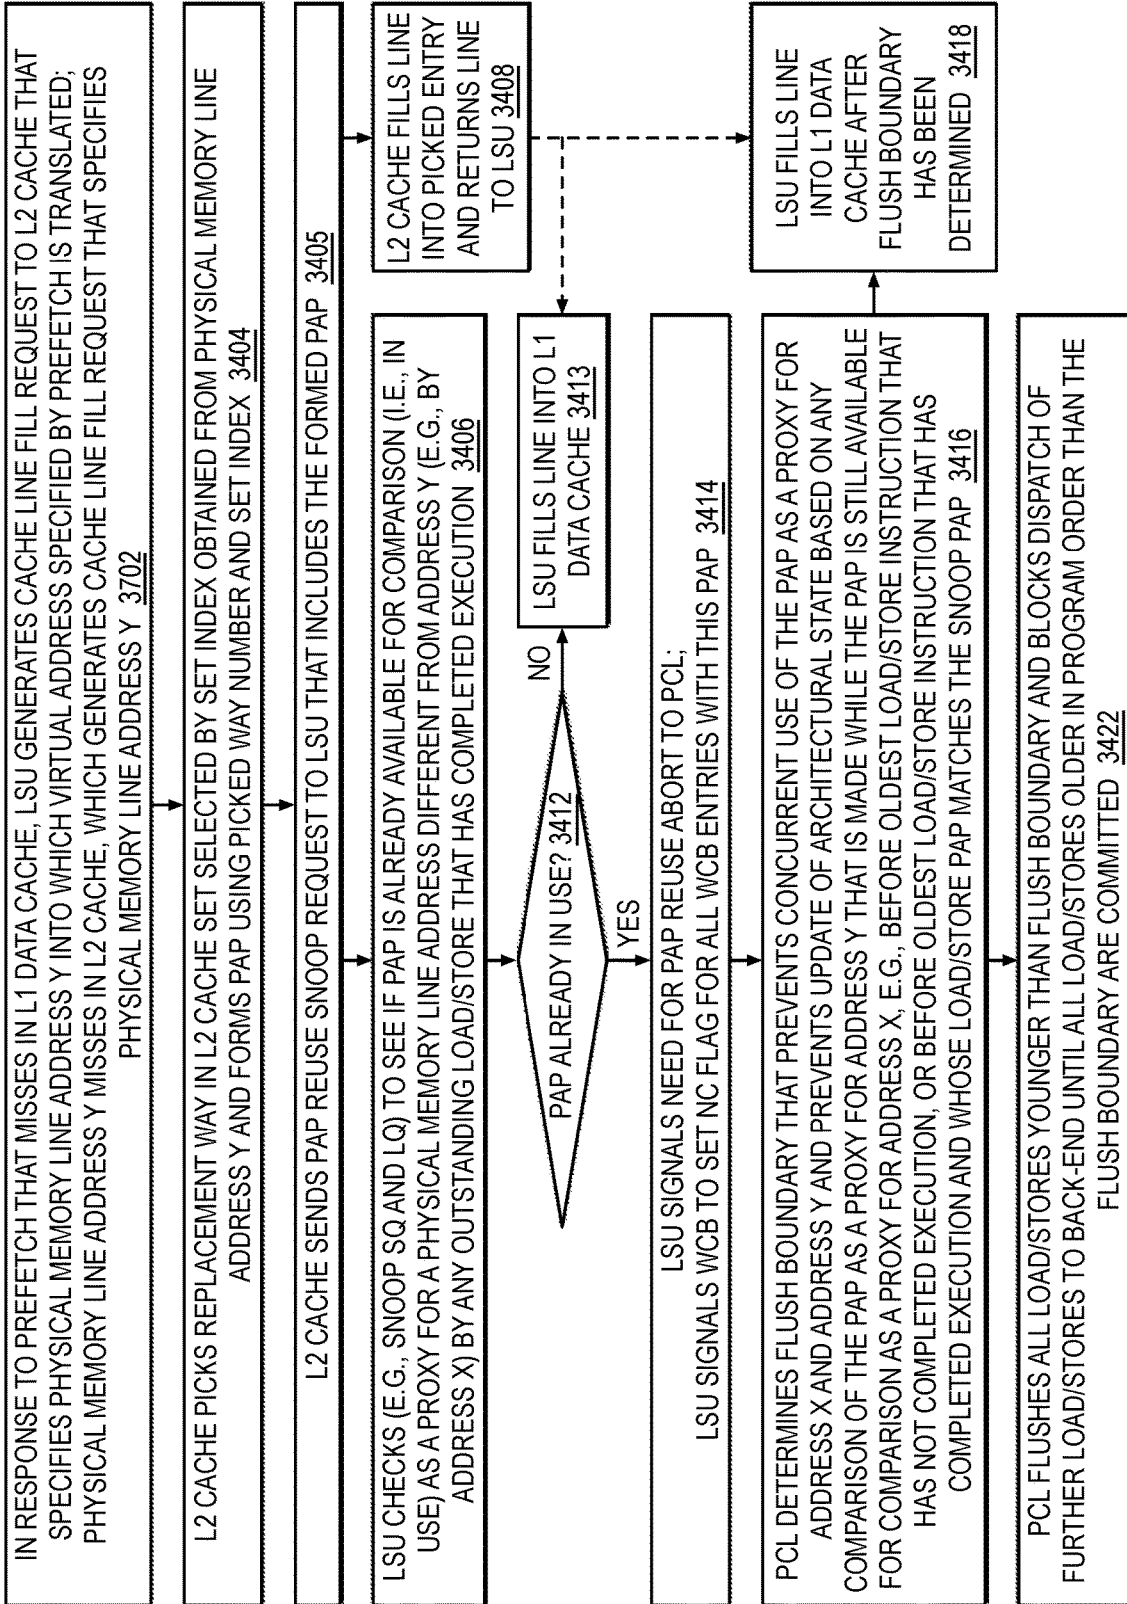 IN RESPONSE TO PREFETCH THAT MISSES IN L1 DATA CACHE, LSU GENERATES CACHE LINE FILL REQUEST TO L2 CACHE THAT
SPECIFIES PHYSICAL MEMORY LINE ADDRESS Y INTO WHICH VIRTUAL ADDRESS SPECIFIED BY PREFETCH IS TRANSLATED;
PHYSICAL MEMORY LINE ADDRESS Y MISSES IN L2 CACHE, WHICH GENERATES CACHE LINE FILL REQUEST THAT SPECIFIES
PHYSICAL MEMORY LINE ADDRESS Y 3702
L2 CACHE PICKS REPLACEMENT WAY IN L2 CACHE SET SELECTED BY SET INDEX OBTAINED FROM PHYSICAL MEMORY LINE
ADDRESS Y AND FORMS PAP USING PICKED WAY NUMBER AND SET INDEX 3404
L2 CACHE SENDS PAP REUSE SNOOP REQUEST TO LSU THAT INCLUDES THE FORMED PAP 3405
LSU CHECKS (E.G., SNOOP SQ AND LQ) TO SEE IF PAP IS ALREADY AVAILABLE FOR COMPARISON (I.E., IN
USE) AS A PROXY FOR A PHYSICAL MEMORY LINE ADDRESS DIFFERENT FROM ADDRESS Y (E.G., BY
ADDRESS X) BY ANY OUTSTANDING LOAD/STORE THAT HAS COMPLETED EXECUTION 3406
L2 CACHE FILLS LINE
INTO PICKED ENTRY
AND RETURNS LINE
TO LSU 3408
PAP ALREADY IN USE? 3412
NO
YES
LSU FILLS LINE INTO L1
DATA CACHE 3413
LSU SIGNALS NEED FOR PAP REUSE ABORT TO PCL;
LSU SIGNALS WCB TO SET NC FLAG FOR ALL WCB ENTRIES WITH THIS PAP 3414
PCL DETERMINES FLUSH BOUNDARY THAT PREVENTS CONCURRENT USE OF THE PAP AS A PROXY FOR
ADDRESS X AND ADDRESS Y AND PREVENTS UPDATE OF ARCHITECTURAL STATE BASED ON ANY
COMPARISON OF THE PAP AS A PROXY FOR ADDRESS Y THAT IS MADE WHILE THE PAP IS STILL AVAILABLE
FOR COMPARISON AS A PROXY FOR ADDRESS X, E.G., BEFORE OLDEST LOAD/STORE INSTRUCTION THAT
HAS NOT COMPLETED EXECUTION, OR BEFORE OLDEST LOAD/STORE INSTRUCTION THAT HAS
COMPLETED EXECUTION AND WHOSE LOAD/STORE PAP MATCHES THE SNOOP PAP 3416
LSU FILLS LINE
INTO L1 DATA
CACHE AFTER
FLUSH BOUNDARY
HAS BEEN
DETERMINED 3418
PCL FLUSHES ALL LOAD/STORES YOUNGER THAN FLUSH BOUNDARY AND BLOCKS DISPATCH OF
FURTHER LOAD/STORES TO BACK-END UNTIL ALL LOAD/STORES OLDER IN PROGRAM ORDER THAN THE
FLUSH BOUNDARY ARE COMMITTED 3422